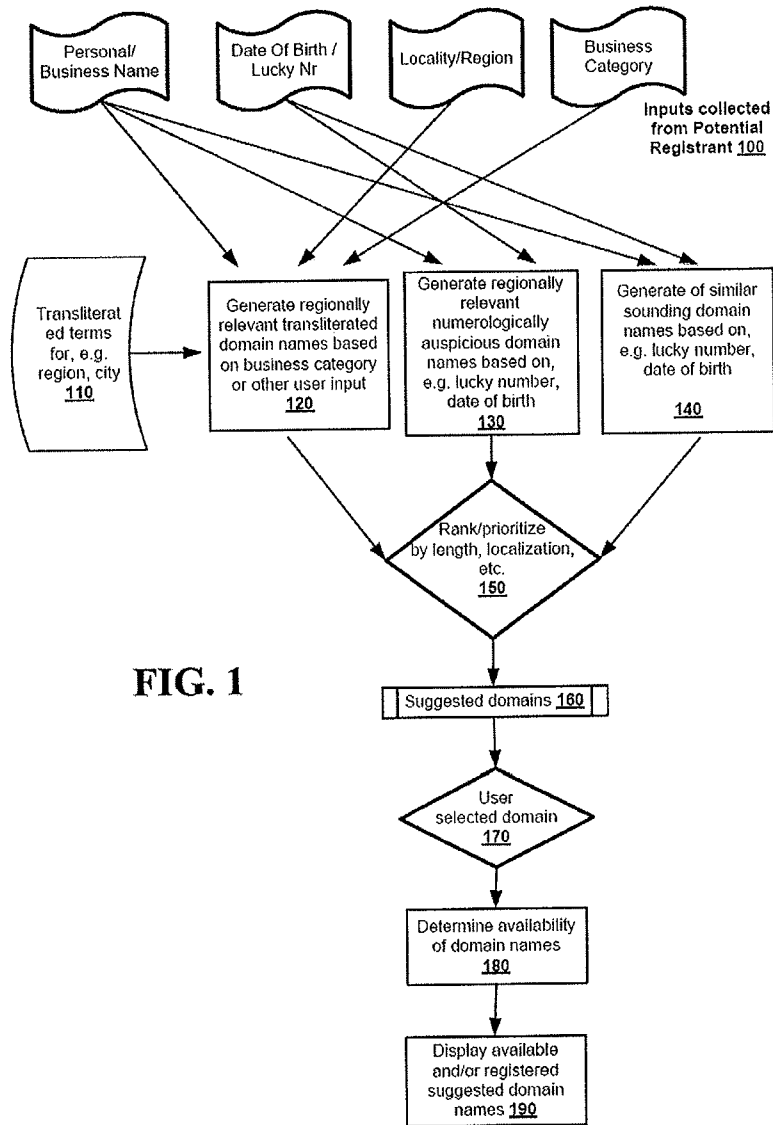 Personal/
Business Name
Date Of Birth /
Lucky Nr
Locality/Region
Business
Category
Inputs collected
from Potential
Registrant 100
Transliterat
ed terms
for, e.g.
region, city
110
Generate regionally
relevant transliterated
domain names based
on business category
or other user input
120
Generate regionally
relevant
numerologically
auspicious domain
names based on,
e.g. lucky number,
date of birth
130
Generate of similar
sounding domain
names based on,
e.g. lucky number,
date of birth
140
Rank/prioritize
by length, localization,
etc.
150
FIG. 1
Suggested domains 160
User
selected domain
170
Determine availability
of domain names
180
Display available
and/or registered
suggested domain
names 190